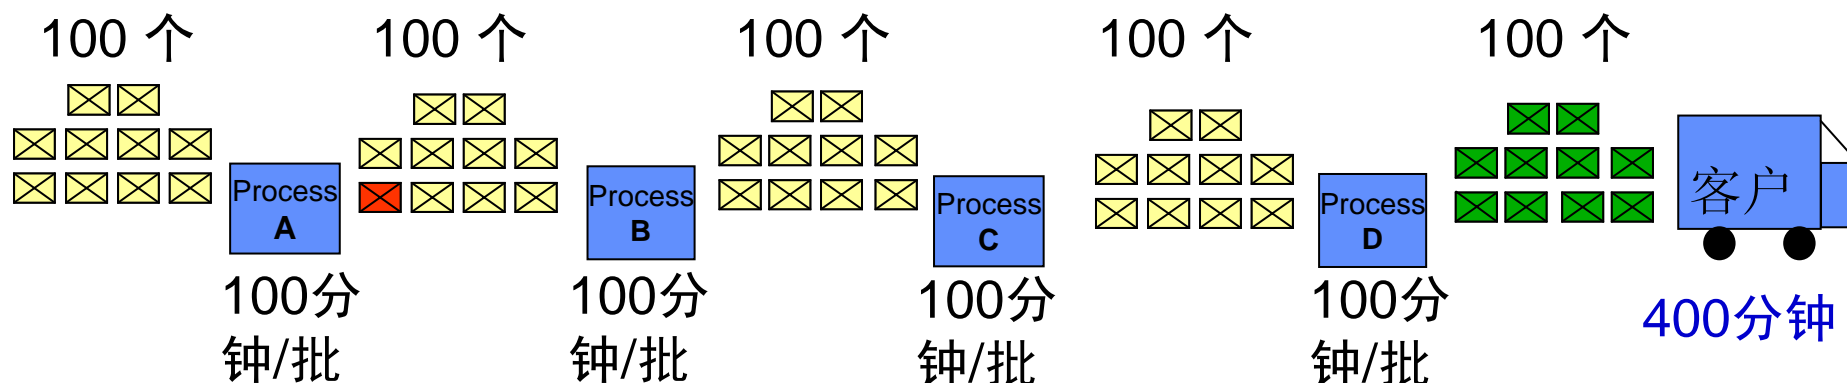 100 个
100 个
100 个
100 个
100 个
Process
A
Process
B
Process
C
Process
D
客户
100分
钟/批
100分
钟/批
100分
钟/批
100分
钟/批
400分钟